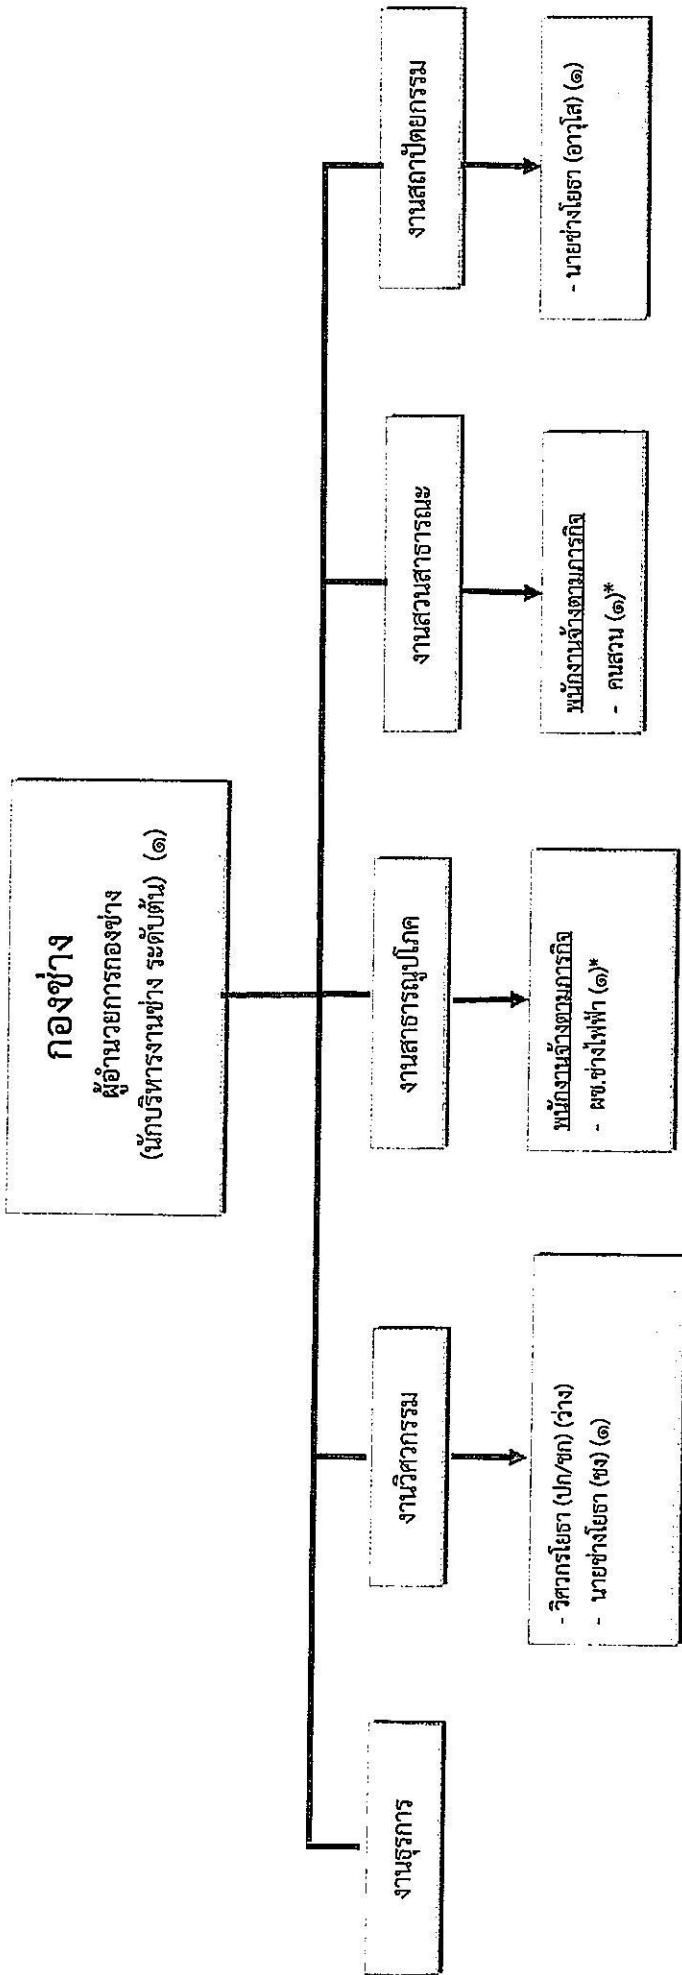 กองช่าง
ผู้อำนวยการกองช่าง
(นักบริหารงานช่าง ระดับต้น) (๑)
งานธุรการ
งานวิศวกรรม
งานสาธารณูปโภค
งานสวนสาธารณะ
งานสถาปัตยกรรม
- วิศวกรโยธา (ปก/ชก) (ว่าง)
- นายช่างโยธา (ชง) (๑)
พนักงานจ้างตามภารกิจ
- ผช.ช่างไฟฟ้า (๑)*
พนักงานจ้างตามภารกิจ
- คนสวน (๑)*
- นายช่างโยธา (อาวุโส) (๑)